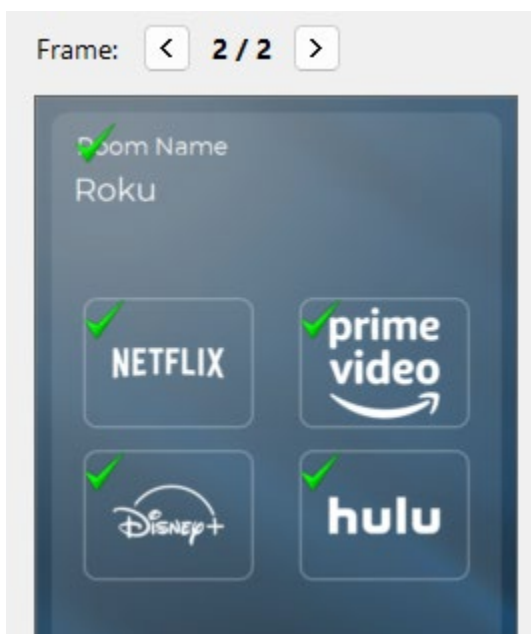 Frame: < 2 / 2 >
Room Name
Roku
NETFLIX
prime
video
Disney+
hulu